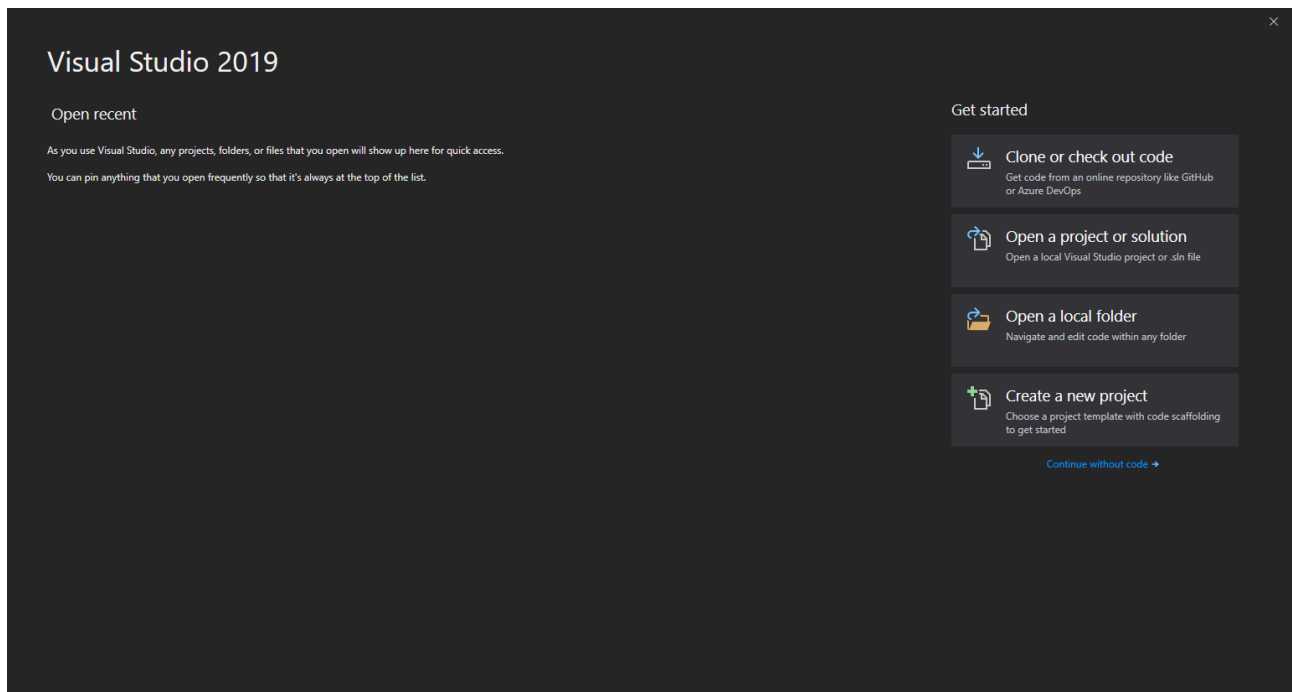 Visual Studio 2019
Open recent
As you use Visual Studio, any projects, folders, or files that you open will show up here for quick access.
You can pin anything that you open frequently so that it's always at the top of the list.
Get started
Clone or check out code
Get code from an online repository like GitHub
or Azure DevOps
Open a project or solution
Open a local Visual Studio project or .sln file
Open a local folder
Navigate and edit code within any folder
Create a new project
Choose a project template with code scaffolding
to get started
Continue without code →